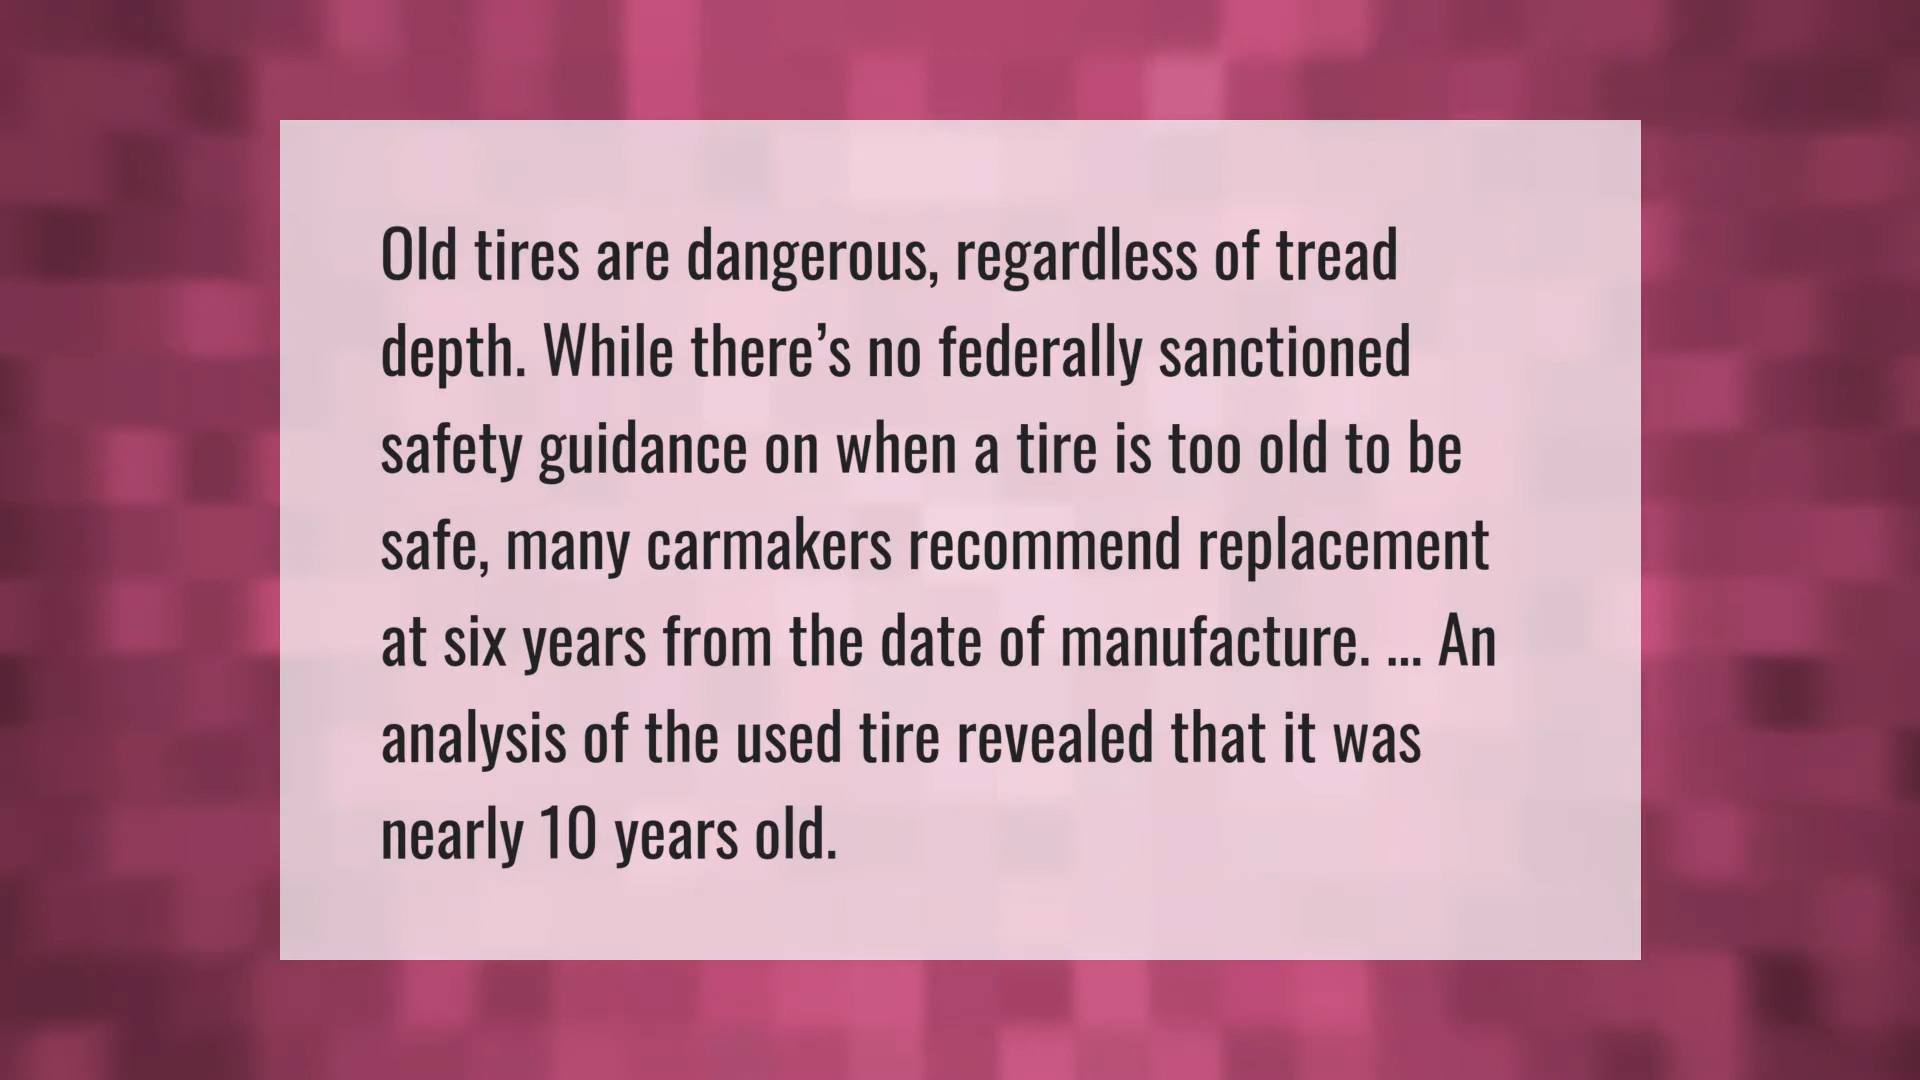 Old tires are dangerous, regardless of tread
depth. While there’s no federally sanctioned
safety guidance on when a tire is too old to be
safe, many carmakers recommend replacement
at six years from the date of manufacture. ... An
analysis of the used tire revealed that it was
nearly 10 years old.